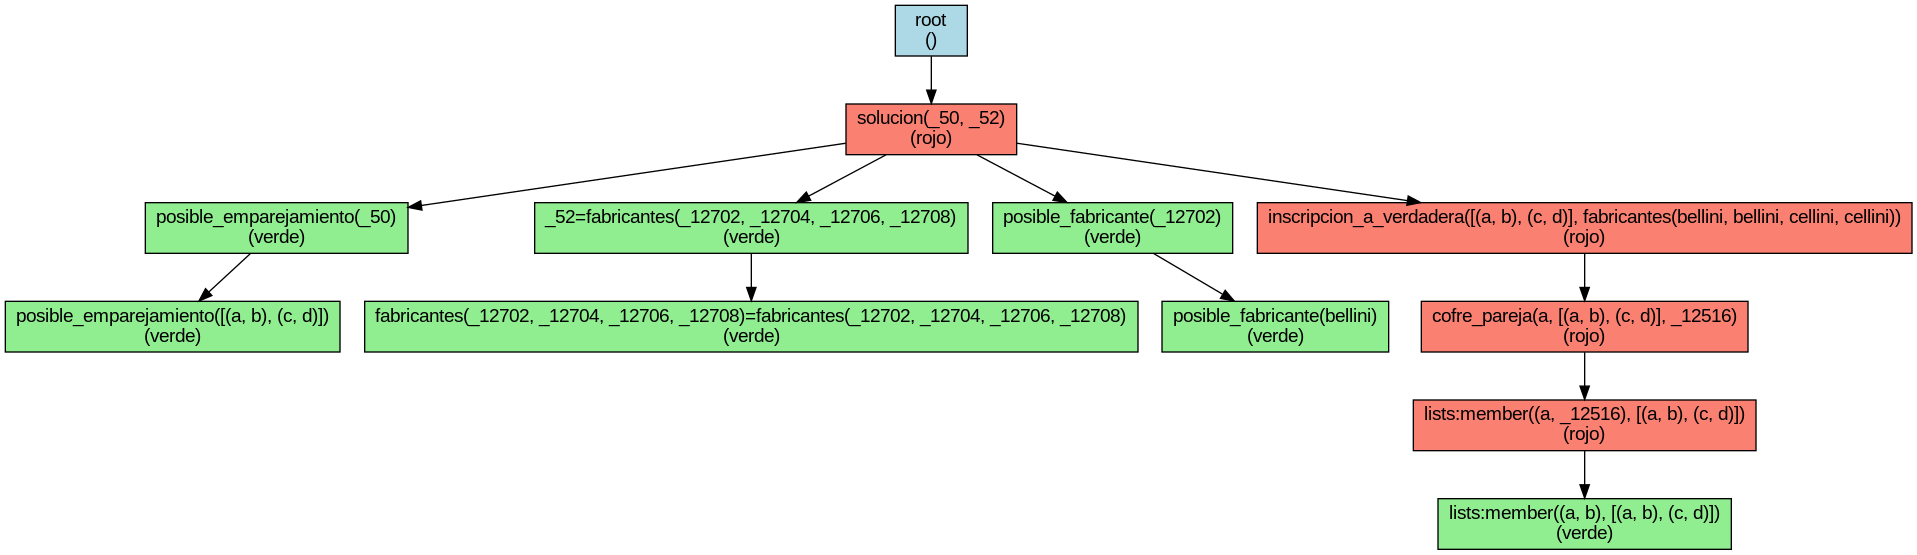 root
()
solucion(_50, _52)
(rojo)
posible_emparejamiento(_50)
(verde)
_52=fabricantes(_12702, _12704, _12706, _12708)
(verde)
posible_fabricante(_12702)
(verde)
inscripcion_a_verdadera([(a, b), (c, d)], fabricantes(bellini, bellini, cellini, cellini))
(rojo)
posible_emparejamiento([(a, b), (c, d)])
(verde)
fabricantes(_12702, _12704, _12706, _12708)=fabricantes(_12702, _12704, _12706, _12708)
(verde)
posible_fabricante(bellini)
(verde)
cofre_pareja(a, [(a, b), (c, d)], _12516)
(rojo)
lists:member((a, _12516), [(a, b), (c, d)])
(rojo)
lists:member((a, b), [(a, b), (c, d)])
(verde)